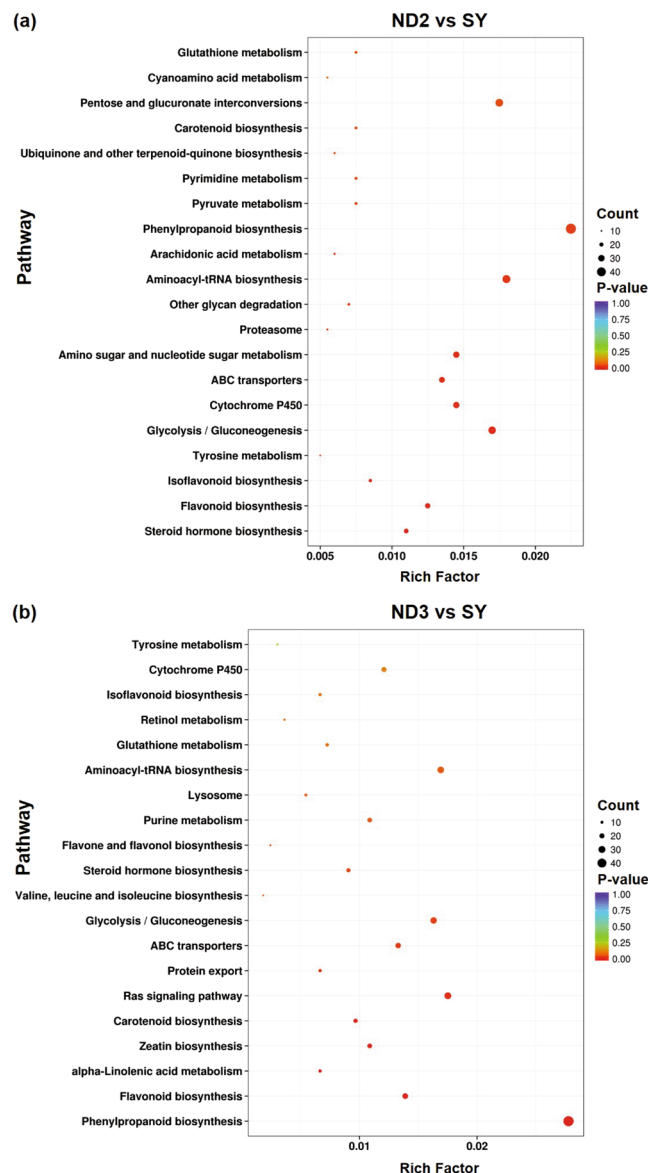 (a)
ND2 vs SY
Glutathione metabolism
Cyanoamino acid metabolism
Pentose and glucuronate interconversions
Carotenoid biosynthesis
Ubiquinone and other terpenoid-quinone biosynthesis
Pyrimidine metabolism
Pyruvate metabolism
Phenylpropanoid biosynthesis
Arachidonic acid metabolism
Aminoacyl-tRNA biosynthesis
Other glycan degradation
Proteasome
Amino sugar and nucleotide sugar metabolism
ABC transporters
Cytochrome P450
Glycolysis / Gluconeogenesis
Tyrosine metabolism
Isoflavonoid biosynthesis
Flavonoid biosynthesis
Steroid hormone biosynthesis
Pathway
0.005 0.010 0.015 0.020
Rich Factor
Count
10
20
30
40
P-value
1.00
0.75
0.50
0.25
0.00
(b)
ND3 vs SY
Tyrosine metabolism
Cytochrome P450
Isoflavonoid biosynthesis
Retinol metabolism
Glutathione metabolism
Aminoacyl-tRNA biosynthesis
Lysosome
Purine metabolism
Flavone and flavonol biosynthesis
Steroid hormone biosynthesis
Valine, leucine and isoleucine biosynthesis
Glycolysis / Gluconeogenesis
ABC transporters
Protein export
Ras signaling pathway
Carotenoid biosynthesis
Zeatin biosynthesis
alpha-Linolenic acid metabolism
Flavonoid biosynthesis
Phenylpropanoid biosynthesis
Pathway
0.01 0.02
Rich Factor
Count
10
20
30
40
P-value
1.00
0.75
0.50
0.25
0.00